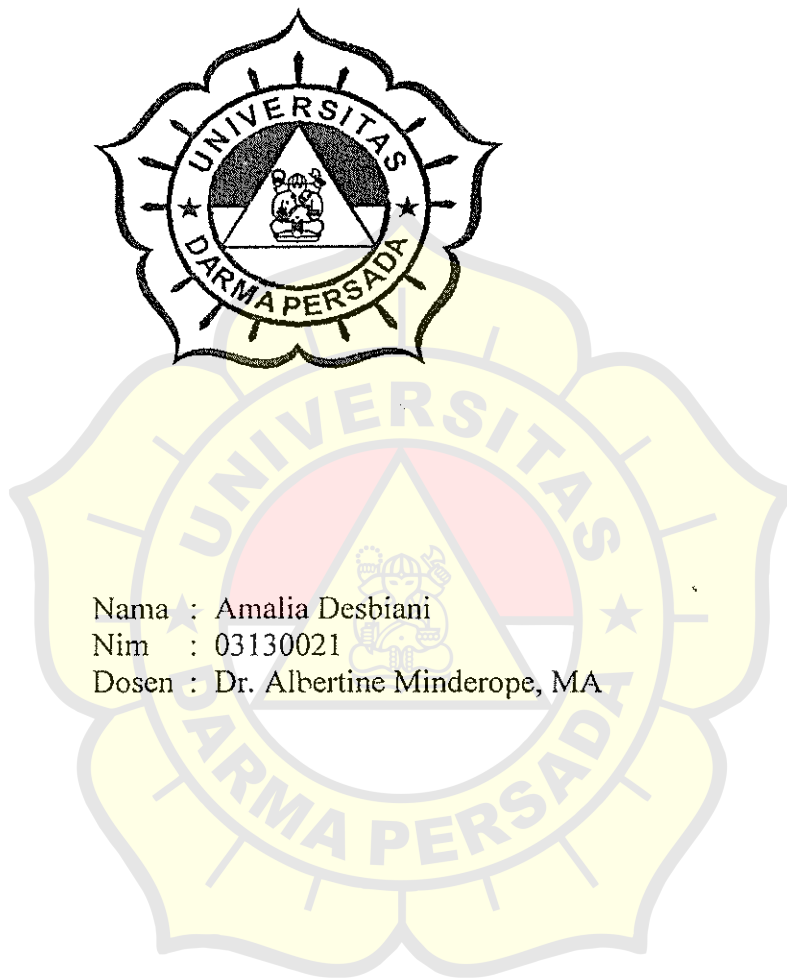 UNIVERSITAS
DARMA PERSADA
UNIVERSITAS
Nama : Amalia Desbiani
Nim : 03130021
Dosen : Dr. Albertine Minderope, MA
DARMA PERSADA